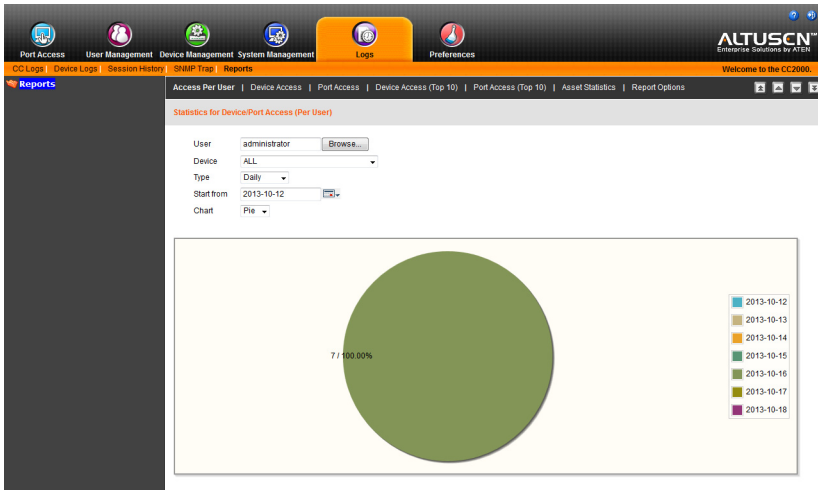 ALTUSEN™
Enterprise Solutions by ATEN
Port Access
User Management
Device Management
System Management
Logs
Preferences
CC Logs | Device Logs | Session History | SNMP Trap | Reports
Welcome to the CC2000.
Reports
Access Per User | Device Access | Port Access | Device Access (Top 10) | Port Access (Top 10) | Asset Statistics | Report Options
Statistics for Device/Port Access (Per User)
User administrator Browse...
Device ALL
Type Daily
Start from 2013-10-12
Chart Pie
7 / 100.00%
2013-10-12
2013-10-13
2013-10-14
2013-10-15
2013-10-16
2013-10-17
2013-10-18